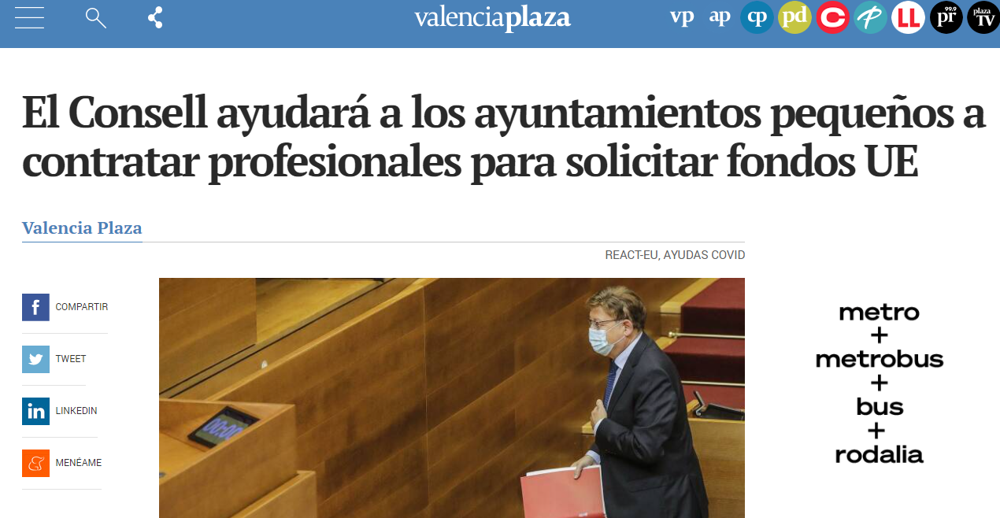 valenciaplaza
vp ap cp pd C P LL 99.9 pr plaza TV
El Consell ayudará a los ayuntamientos pequeños a
contratar profesionales para solicitar fondos UE
Valencia Plaza
REACT-EU, AYUDAS COVID
f COMPARTIR
TWEET
in LINKEDIN
MENÉAME
00:00
metro
+
metrobus
+
bus
+
rodalia